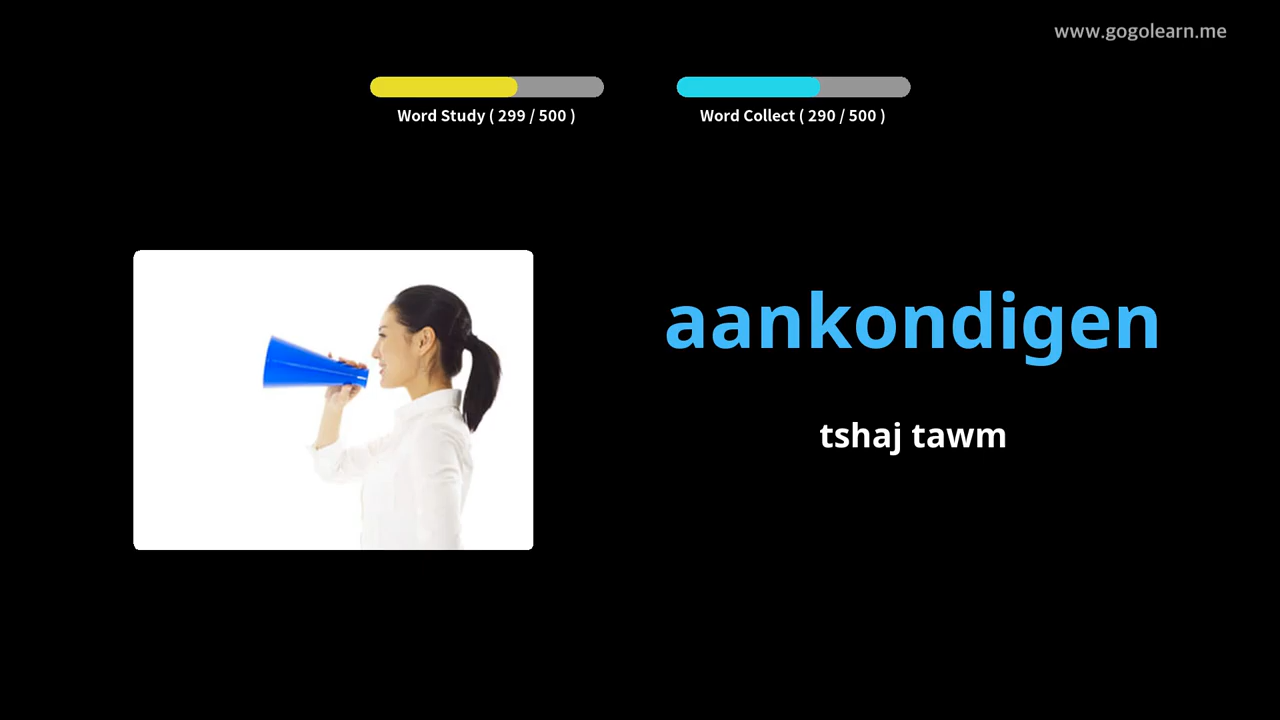 www.gogolearn.me
Word Study ( 299 / 500 )
Word Collect ( 290 / 500 )
aankondigen
tshaj tawm